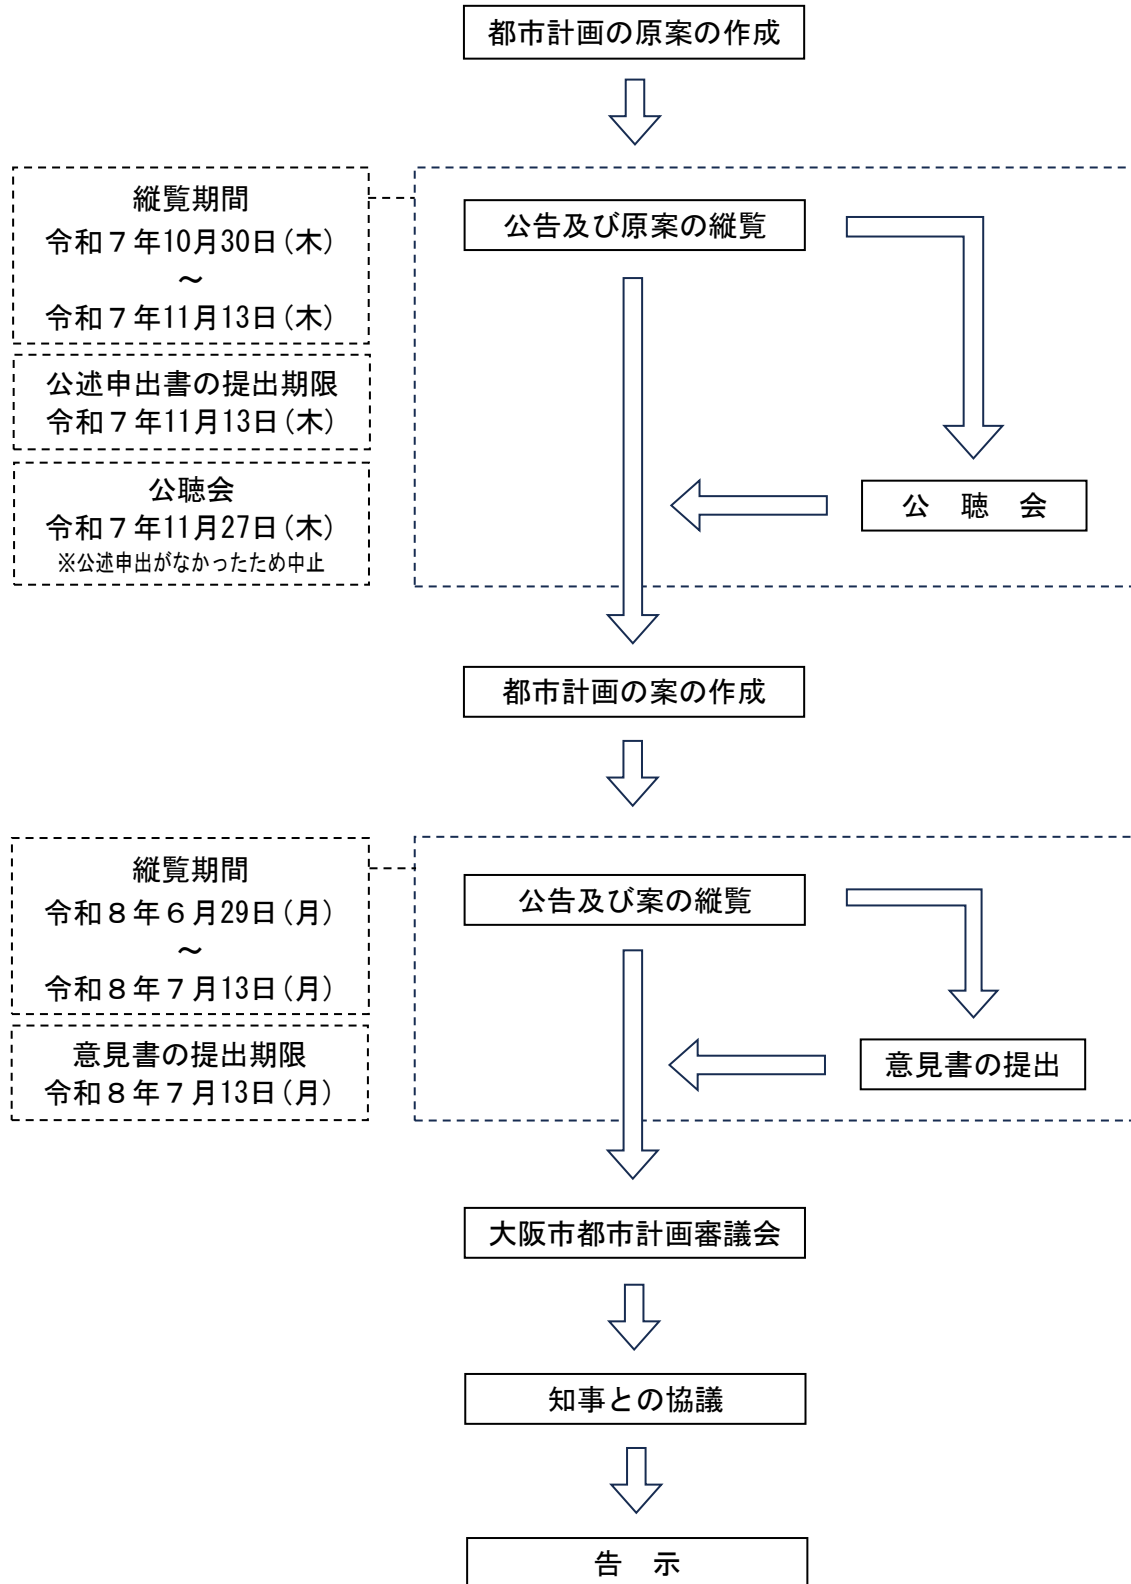 都市計画の原案の作成
縦覧期間
令和７年10月30日(木)
～
令和７年11月13日(木)
公述申出書の提出期限
令和７年11月13日(木)
公聴会
令和７年11月27日(木)
※公述申出がなかったため中止
公告及び原案の縦覧
公　聴　会
都市計画の案の作成
縦覧期間
令和８年６月29日(月)
～
令和８年７月13日(月)
意見書の提出期限
令和８年７月13日(月)
公告及び案の縦覧
意見書の提出
大阪市都市計画審議会
知事との協議
告　示